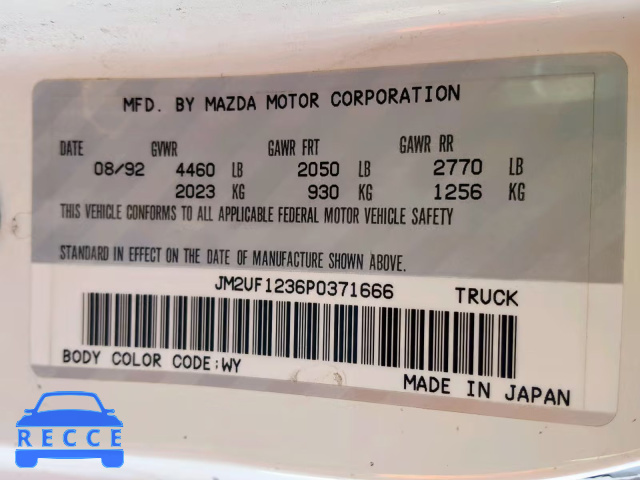 MFD. BY MAZDA MOTOR CORPORATION
DATE GVWR GAWR FRT GAWR RR
08/92 4460 LB 2050 LB 2770 LB
2023 KG 930 KG 1256 KG
THIS VEHICLE CONFORMS TO ALL APPLICABLE FEDERAL MOTOR VEHICLE SAFETY
STANDARD IN EFFECT ON THE DATE OF MANUFACTURE SHOWN ABOVE.
JM2UF1236P0371666 TRUCK
BODY COLOR CODE:WY
MADE IN JAPAN
RECCE